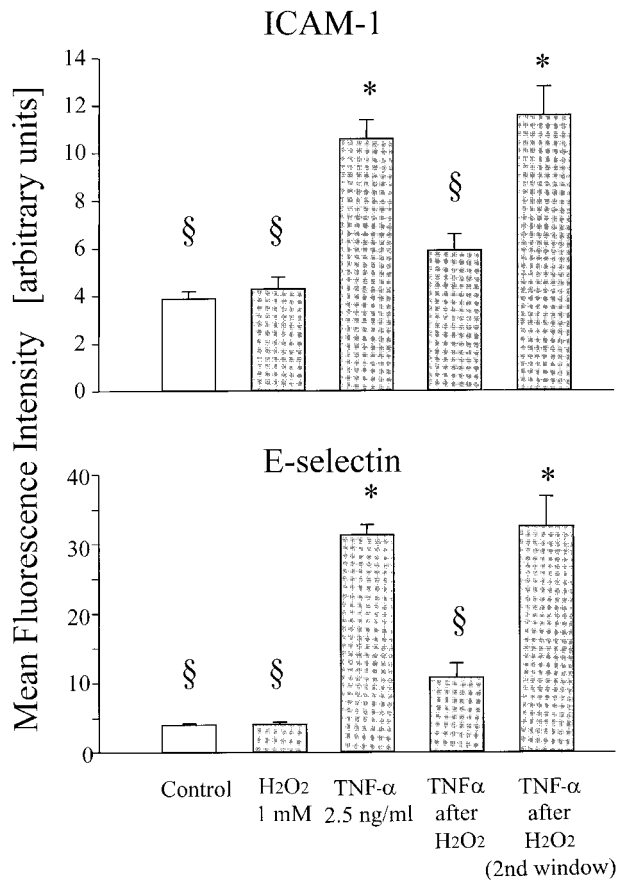 ICAM-1
14
12
10
8
6
4
2
0
§ § * § *
E-selectin
40
30
20
10
0
§ § * § *
Mean Fluorescence Intensity [arbitrary units]
Control
H2O2
1 mM
TNF-α
2.5 ng/ml
TNFα
after
H2O2
TNF-α
after
H2O2
(2nd window)